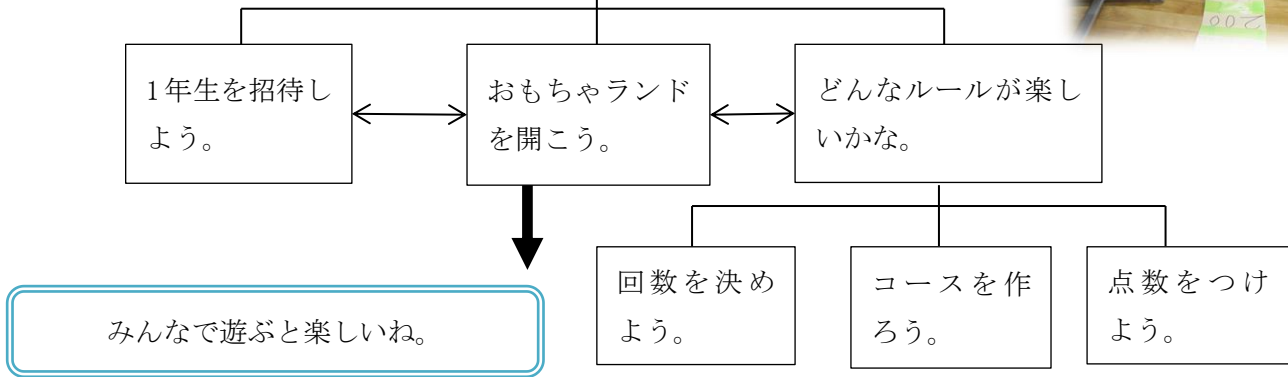 1年生を招待し
よう。
おもちゃランド
を開こう。
どんなルールが楽し
いかな。
回数を決め
よう。
コースを作
ろう。
点数をつけ
よう。
みんなで遊ぶと楽しいね。
200